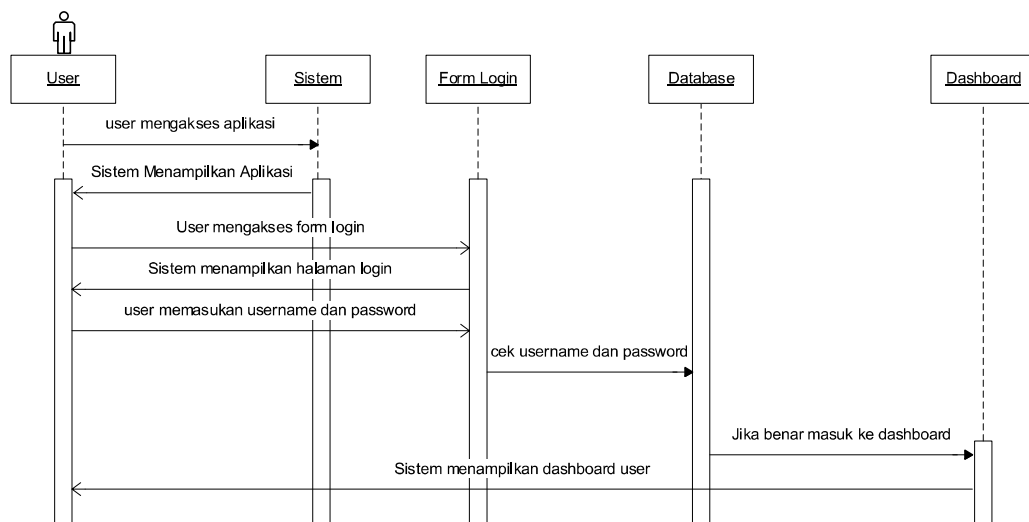 User
Sistem
Form Login
Database
Dashboard
user mengakses aplikasi
Sistem Menampilkan Aplikasi
User mengakses form login
Sistem menampilkan halaman login
user memasukan username dan password
cek username dan password
Jika benar masuk ke dashboard
Sistem menampilkan dashboard user